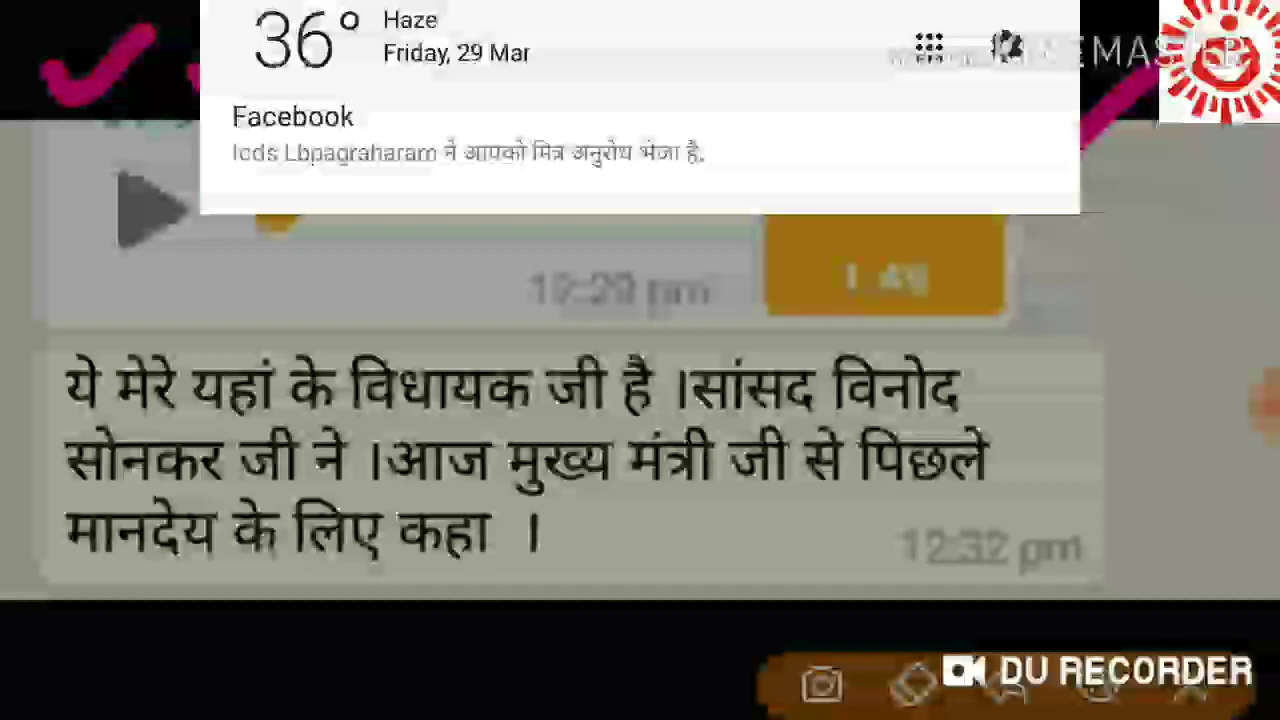 36° Haze
Friday, 29 Mar
Facebook
Icds Lbpagraharam ने आपको मित्र अनुरोध भेजा है.
12:29 pm
ये मेरे यहां के विधायक जी है ।सांसद विनोद
सोनकर जी ने ।आज मुख्य मंत्री जी से पिछले
मानदेय के लिए कहा ।
12:32 pm
DU RECORDER